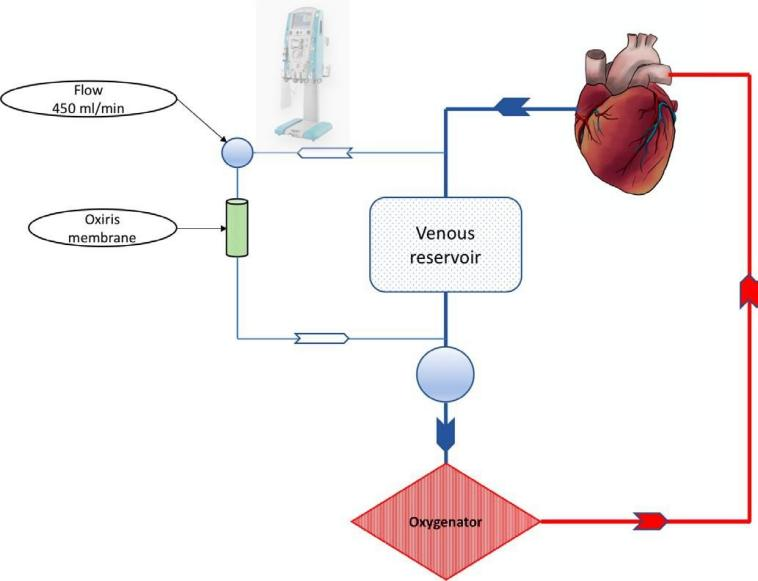 Flow
450 ml/min
Oxiris
membrane
Venous
reservoir
Oxygenator